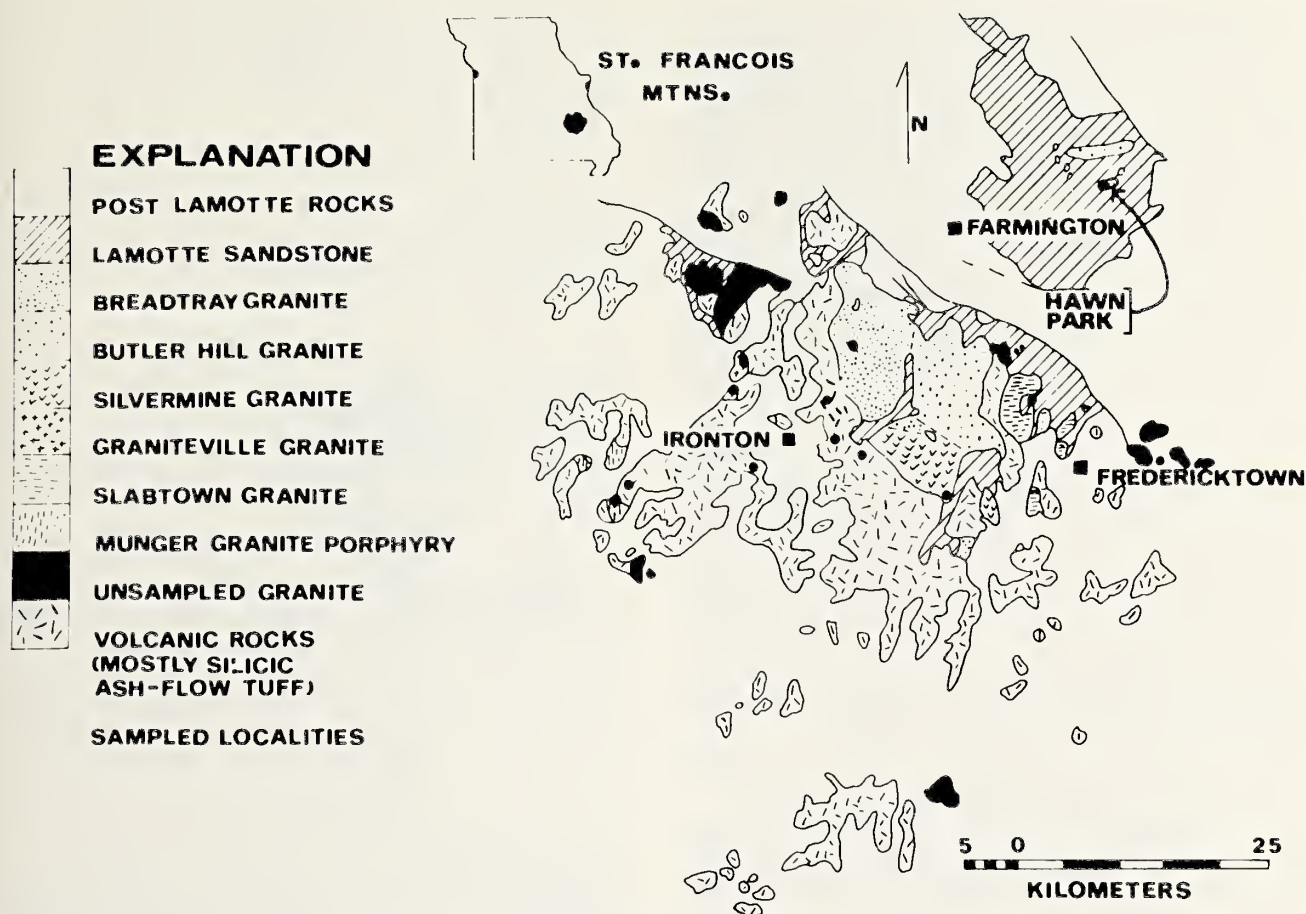 ST. FRANCOIS
MTNS.
N
EXPLANATION
POST LAMOTTE ROCKS
LAMOTTE SANDSTONE
BREADTRAY GRANITE
BUTLER HILL GRANITE
SILVERMINE GRANITE
GRANITEVILLE GRANITE
SLABTOWN GRANITE
MUNGER GRANITE PORPHYRY
UNSAMPLED GRANITE
VOLCANIC ROCKS
(MOSTLY SILICIC
ASH-FLOW TUFF)
SAMPLED LOCALITIES
FARMINGTON
HAWN
PARK
IRONTON
FREDERICKTOWN
5 0 25
KILOMETERS